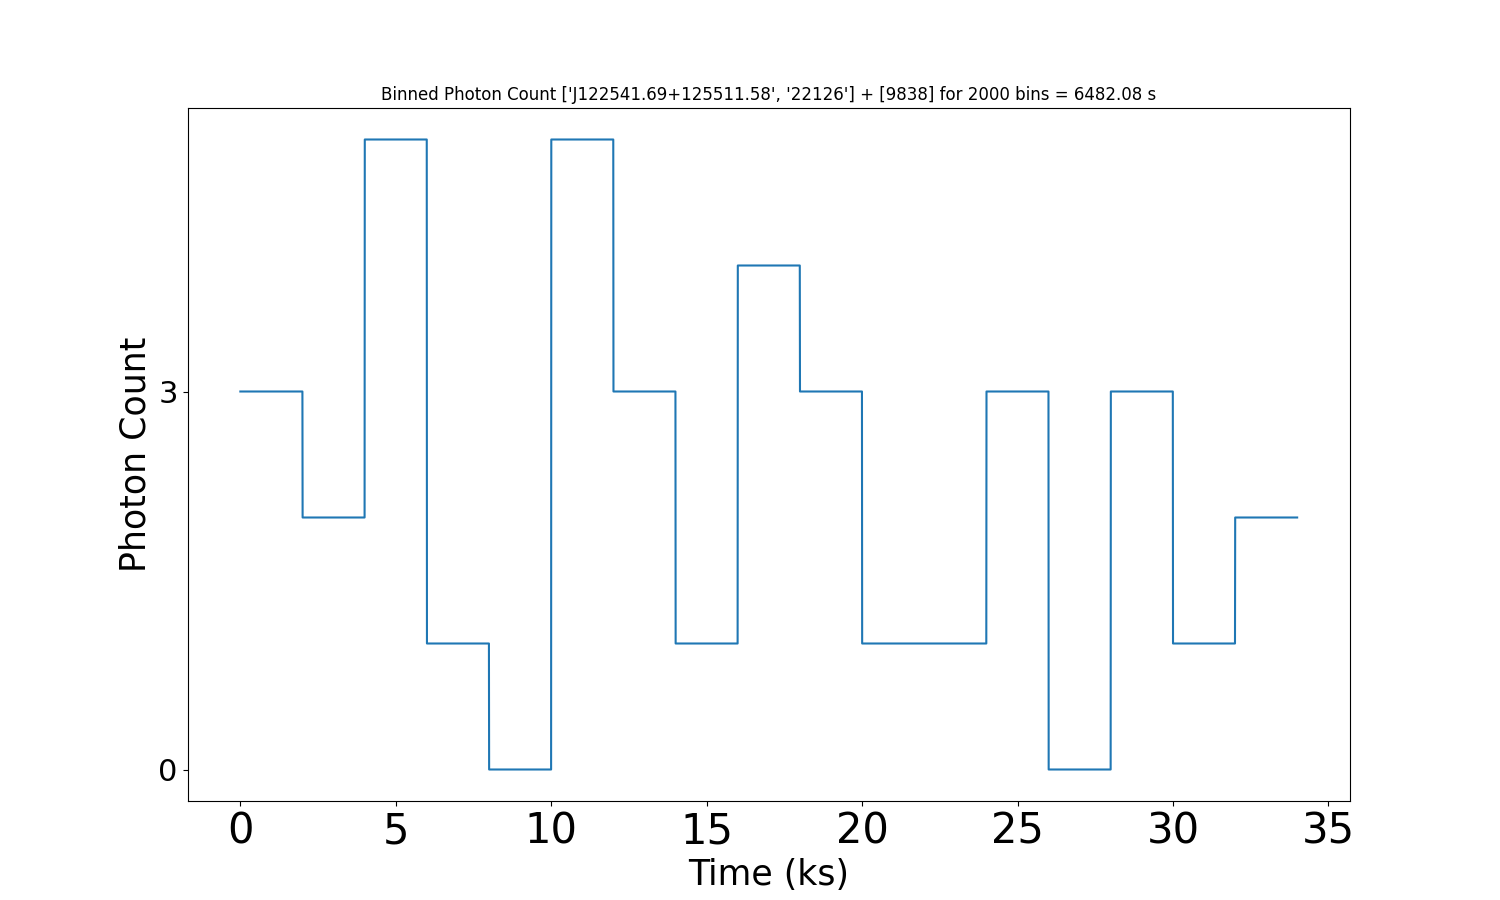 Binned Photon Count ['J122541.69+125511.58', '22126'] + [9838] for 2000 bins = 6482.08 s
Photon Count
3
0
0 5 10 15 20 25 30 35
Time (ks)